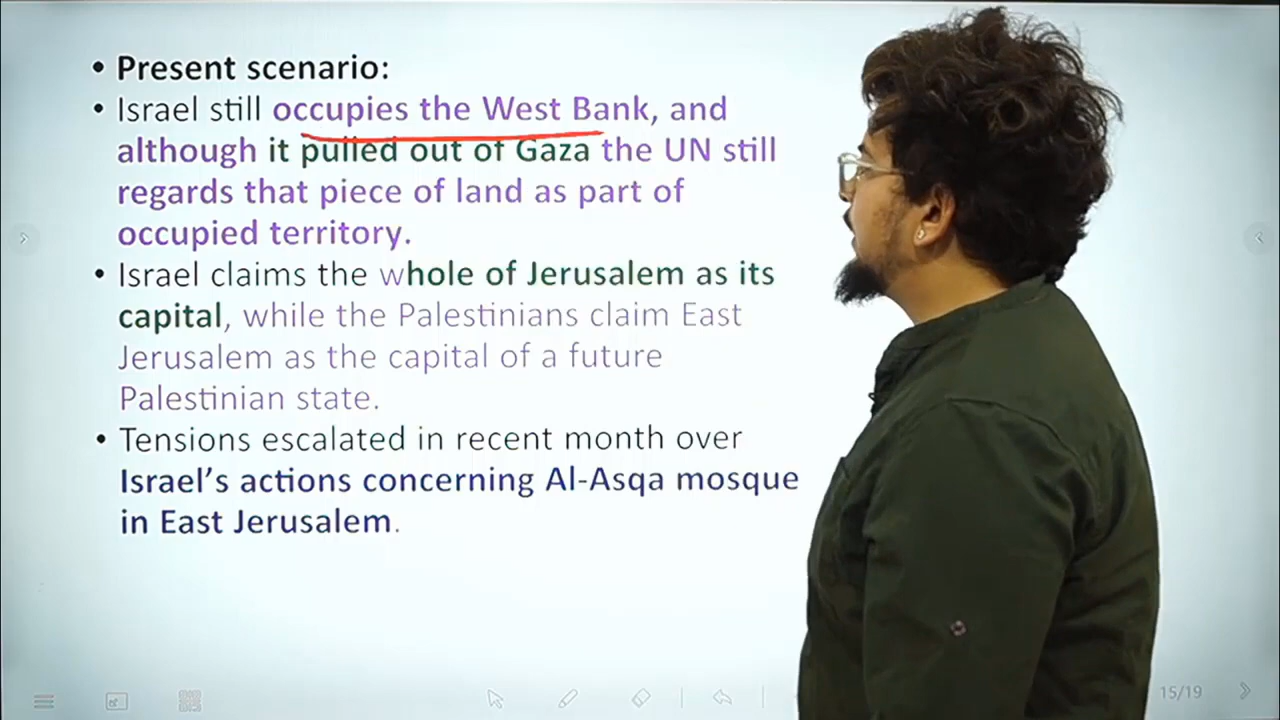 • Present scenario:
• Israel still occupies the West Bank, and
although it pulled out of Gaza the UN still
regards that piece of land as part of
occupied territory.
• Israel claims the whole of Jerusalem as its
capital, while the Palestinians claim East
Jerusalem as the capital of a future
Palestinian state.
• Tensions escalated in recent month over
Israel’s actions concerning Al-Asqa mosque
in East Jerusalem.
15/19